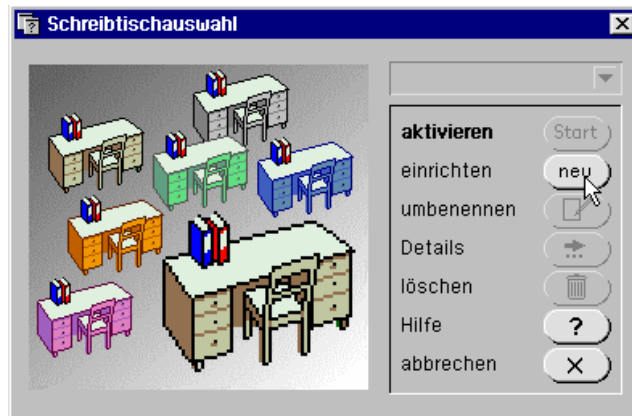 Schreibtischauswahl
aktivieren Start
einrichten neu
umbenennen
Details
löschen
Hilfe ?
abbrechen